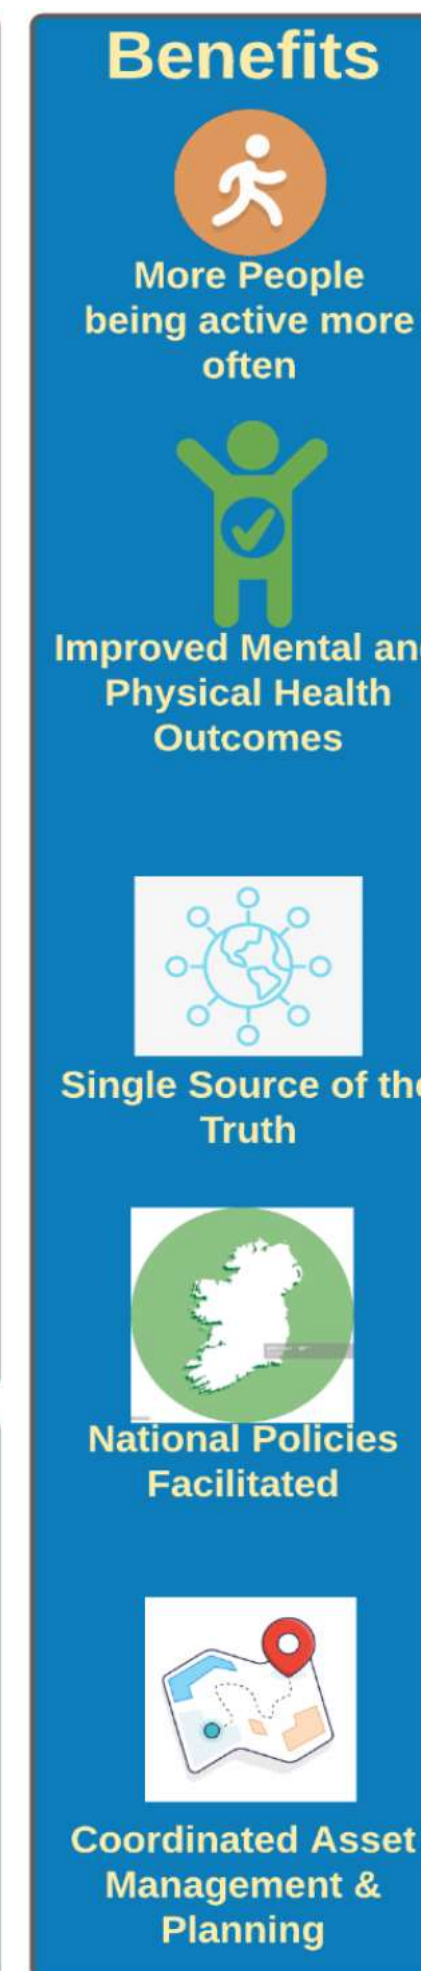 Benefits
More People
being active more
often
Improved Mental an
Physical Health
Outcomes
Single Source of the
Truth
National Policies
Facilitated
Coordinated Asset
Management &
Planning